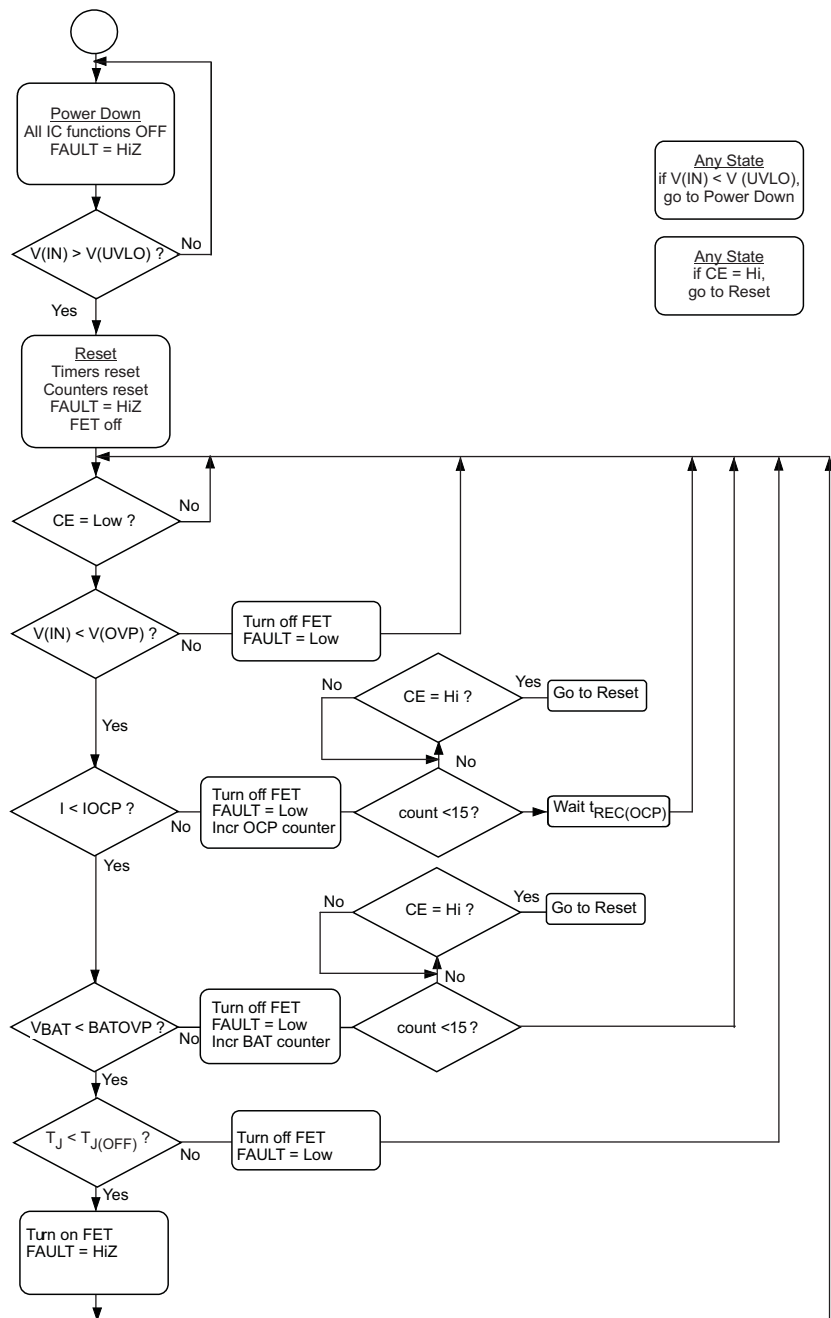 Power Down
All IC functions OFF
FAULT = HiZ
Any State
if V(IN) < V (UVLO),
go to Power Down
V(IN) > V(UVLO) ?
No
Any State
if CE = Hi,
go to Reset
Yes
Reset
Timers reset
Counters reset
FAULT = HiZ
FET off
CE = Low ?
No
V(IN) < V(OVP) ?
No
Turn off FET
FAULT = Low
Yes
No
CE = Hi ?
Yes
Go to Reset
No
I < IOCP ?
No
Turn off FET
FAULT = Low
Incr OCP counter
count <15?
Wait tREC(OCP)
Yes
No
CE = Hi ?
Yes
Go to Reset
No
VBAT < BATOVP ?
No
Turn off FET
FAULT = Low
Incr BAT counter
count <15?
Yes
TJ < TJ(OFF) ?
No
Turn off FET
FAULT = Low
Yes
Turn on FET
FAULT = HiZ